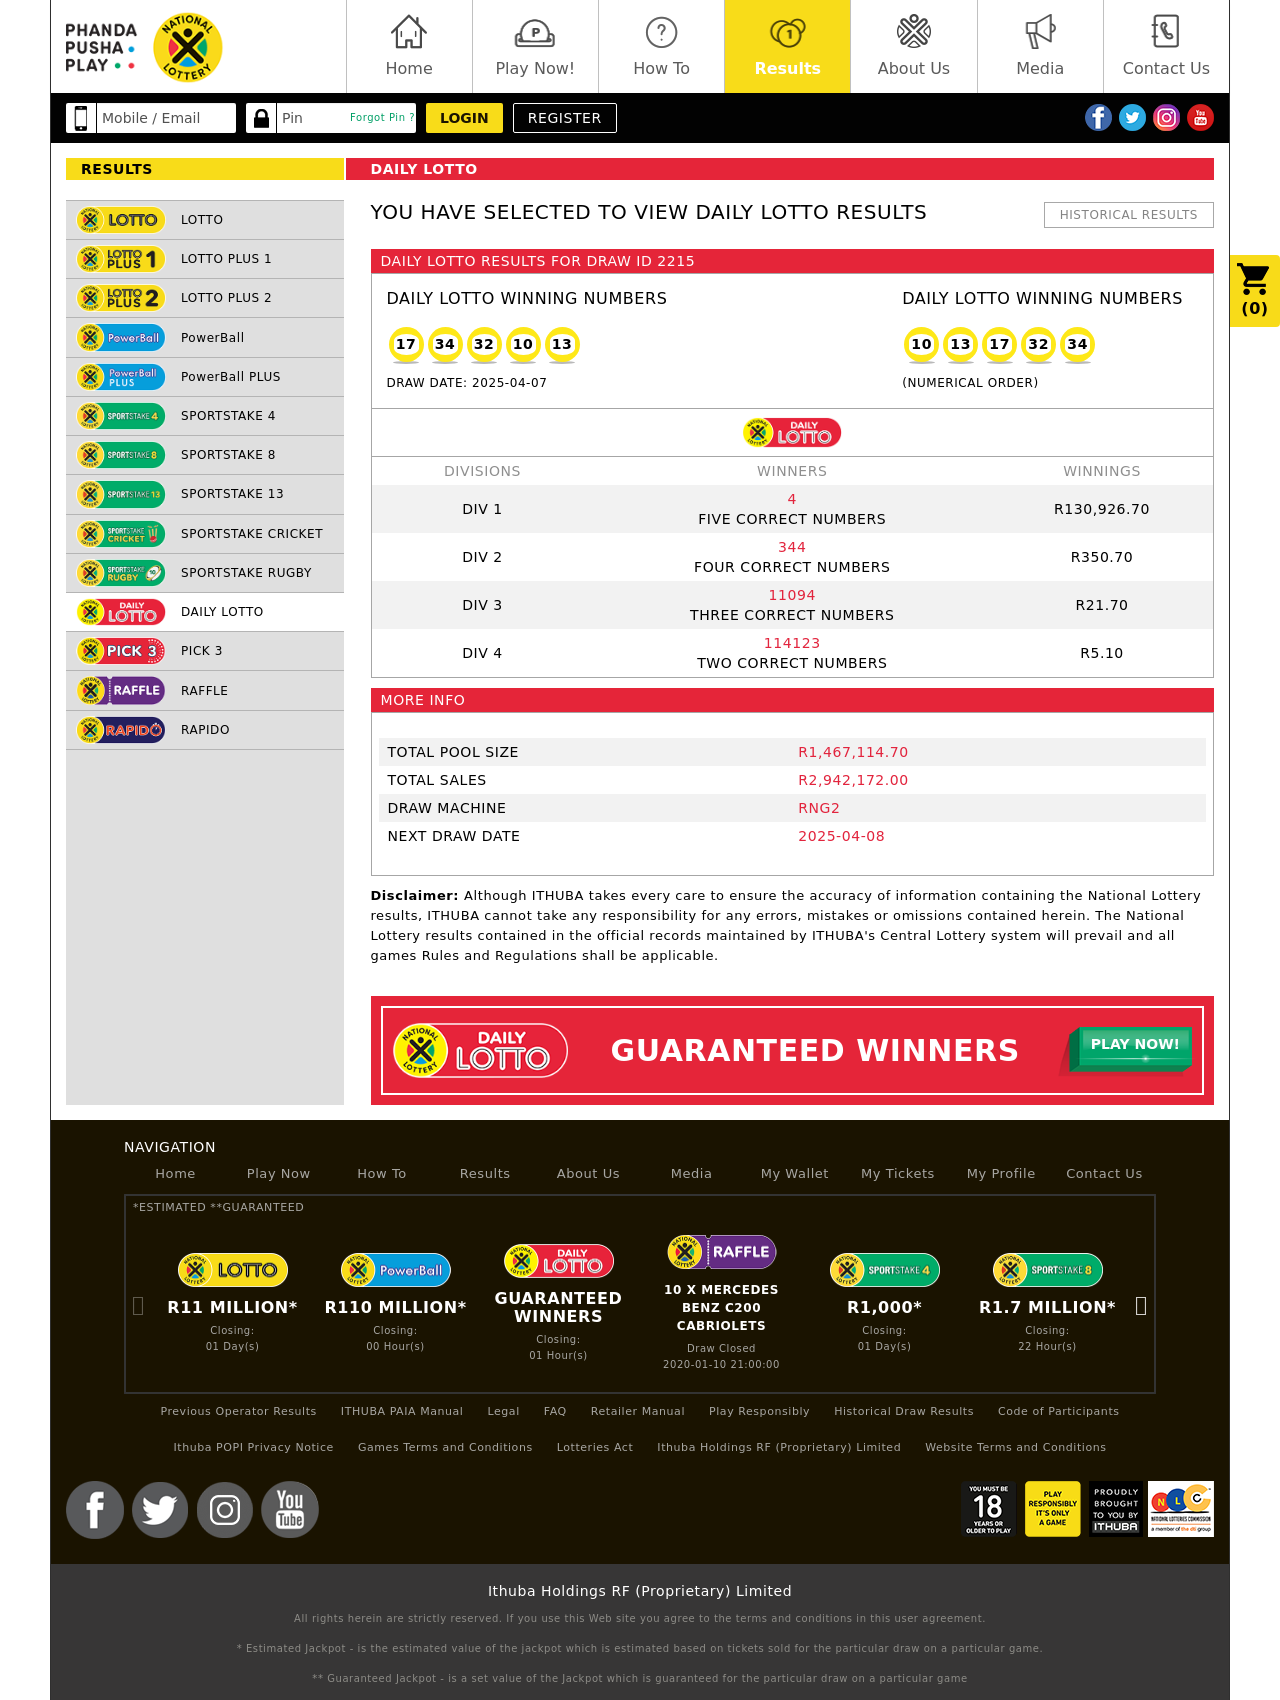 PHANDA
PUSHA
PLAY
NATIONAL
LOTTERY
Home
P
Play Now!
?
How To
1
Results
About Us
Media
Contact Us
Mobile / Email
Pin
Forgot Pin ?
LOGIN
REGISTER
You
Tube
RESULTS
DAILY LOTTO
LOTTO
LOTTO
LOTTO PLUS 1
LOTTO PLUS 1
LOTTO PLUS 2
LOTTO PLUS 2
PowerBall
PowerBall
PowerBall PLUS
PowerBall PLUS
SPORTSTAKE 4
SPORTSTAKE 4
SPORTSTAKE 8
SPORTSTAKE 8
SPORTSTAKE 13
SPORTSTAKE 13
SPORTSTAKE CRICKET
SPORTSTAKE CRICKET
SPORTSTAKE RUGBY
SPORTSTAKE RUGBY
DAILY LOTTO
DAILY LOTTO
PICK 3
PICK 3
RAFFLE
RAFFLE
RAPIDO
RAPIDO
YOU HAVE SELECTED TO VIEW DAILY LOTTO RESULTS
HISTORICAL RESULTS
(0)
DAILY LOTTO RESULTS FOR DRAW ID 2215
DAILY LOTTO WINNING NUMBERS
17 34 32 10 13
DRAW DATE: 2025-04-07
DAILY LOTTO WINNING NUMBERS
10 13 17 32 34
(NUMERICAL ORDER)
DAILY
LOTTO
DIVISIONS WINNERS WINNINGS
DIV 1 4 FIVE CORRECT NUMBERS R130,926.70
DIV 2 344 FOUR CORRECT NUMBERS R350.70
DIV 3 11094 THREE CORRECT NUMBERS R21.70
DIV 4 114123 TWO CORRECT NUMBERS R5.10
MORE INFO
TOTAL POOL SIZE R1,467,114.70
TOTAL SALES R2,942,172.00
DRAW MACHINE RNG2
NEXT DRAW DATE 2025-04-08
Disclaimer: Although ITHUBA takes every care to ensure the accuracy of information containing the National Lottery
results, ITHUBA cannot take any responsibility for any errors, mistakes or omissions contained herein. The National
Lottery results contained in the official records maintained by ITHUBA's Central Lottery system will prevail and all
games Rules and Regulations shall be applicable.
NATIONAL
LOTTERY
DAILY
LOTTO
GUARANTEED WINNERS
PLAY NOW!
NAVIGATION
Home Play Now How To Results About Us Media My Wallet My Tickets My Profile Contact Us
*ESTIMATED **GUARANTEED
LOTTO
R11 MILLION*
Closing:
01 Day(s)
PowerBall
R110 MILLION*
Closing:
00 Hour(s)
DAILY
LOTTO
GUARANTEED
WINNERS
Closing:
01 Hour(s)
RAFFLE
10 X MERCEDES
BENZ C200
CABRIOLETS
Draw Closed
2020-01-10 21:00:00
SPORTSTAKE 4
R1,000*
Closing:
01 Day(s)
SPORTSTAKE 8
R1.7 MILLION*
Closing:
22 Hour(s)
Previous Operator Results ITHUBA PAIA Manual Legal FAQ Retailer Manual Play Responsibly Historical Draw Results Code of Participants
Ithuba POPI Privacy Notice Games Terms and Conditions Lotteries Act Ithuba Holdings RF (Proprietary) Limited Website Terms and Conditions
You
Tube
YOU MUST BE
18
YEARS OR
OLDER TO PLAY
PLAY
RESPONSIBLY
IT'S ONLY
A GAME
PROUDLY
BROUGHT
TO YOU BY
ITHUBA
NLC
NATIONAL LOTTERIES COMMISSION
a member of the dti group
Ithuba Holdings RF (Proprietary) Limited
All rights herein are strictly reserved. If you use this Web site you agree to the terms and conditions in this user agreement.
* Estimated Jackpot - is the estimated value of the jackpot which is estimated based on tickets sold for the particular draw on a particular game.
** Guaranteed Jackpot - is a set value of the Jackpot which is guaranteed for the particular draw on a particular game